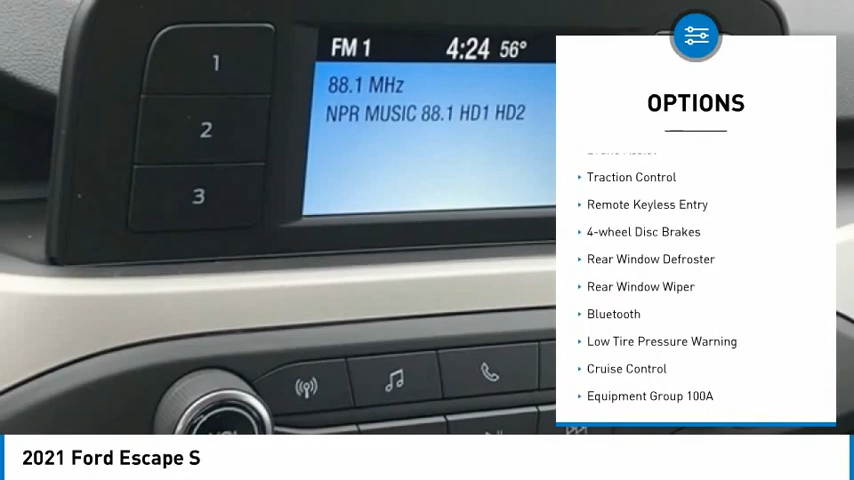 FM 1 4:24 56°
88.1 MHz
NPR MUSIC 88.1 HD1 HD2
1
2
3
OPTIONS
Traction Control
Remote Keyless Entry
4-wheel Disc Brakes
Rear Window Defroster
Rear Window Wiper
Bluetooth
Low Tire Pressure Warning
Cruise Control
Equipment Group 100A
2021 Ford Escape S